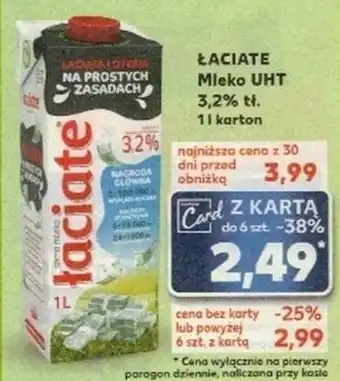 ŁACIATA LOTERIA
NA PROSTYCH
ZASADACH
łaciate
3,2%
NAGRODA
GŁÓWNA
1L
ŁACIATE
Mleko UHT
3,2% tł.
1 l karton
najniższa cena z 30
dni przed
obniżką
3,99
Card
Z KARTĄ
do 6 szt. -38%
2,49*
cena bez karty
lub powyżej
6 szt. z kartą
-25%
2,99
* Cena wyłącznie na pierwszy
paragon dziennie, naliczana przy kasie